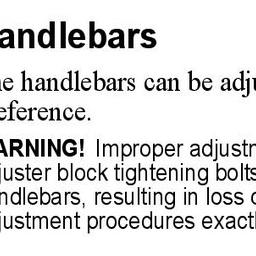 andlebars
e handlebars can be adju
eference.
ARNING! Improper adjustn
juster block tightening bolts
ndlebars, resulting in loss o
justment procedures exactl